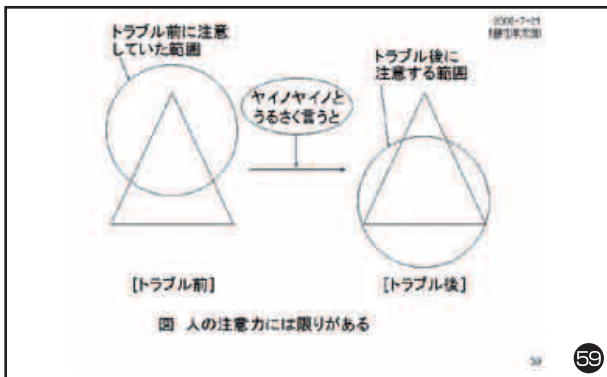 トラブル前に注意
していた範囲
ヤイノヤイノと
うるさく言うと
トラブル後に
注意する範囲
[トラブル前]
[トラブル後]
図 人の注意力には限りがある
59